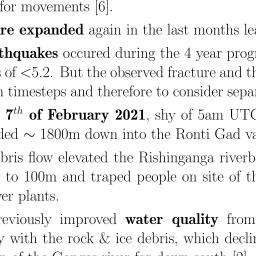 for movements [6].
re expanded again in the last months lea
thquakes occured during the 4 year progr
s of <5.2. But the observed fracture and th
n timesteps and therefore to consider separ
7th of February 2021, shy of 5am UTC
ded ∼ 1800m down into the Ronti Gad va
bris flow elevated the Rishinganga riverb
to 100m and traped people on site of th
er plants.
reviously improved water quality from
y with the rock & ice debris, which declin